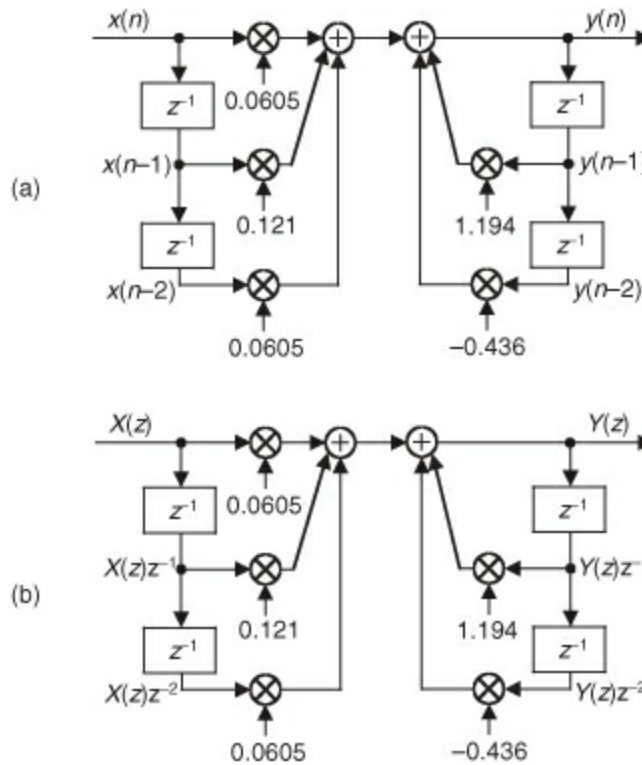 x(n)
y(n)
0.0605
z⁻¹
z⁻¹
(a)
x(n–1)
y(n–1)
0.121
1.194
z⁻¹
z⁻¹
x(n–2)
y(n–2)
0.0605
–0.436
X(z)
Y(z)
0.0605
z⁻¹
z⁻¹
(b)
X(z)z⁻¹
Y(z)z⁻
0.121
1.194
z⁻¹
z⁻¹
X(z)z⁻²
Y(z)z⁻²
0.0605
–0.436